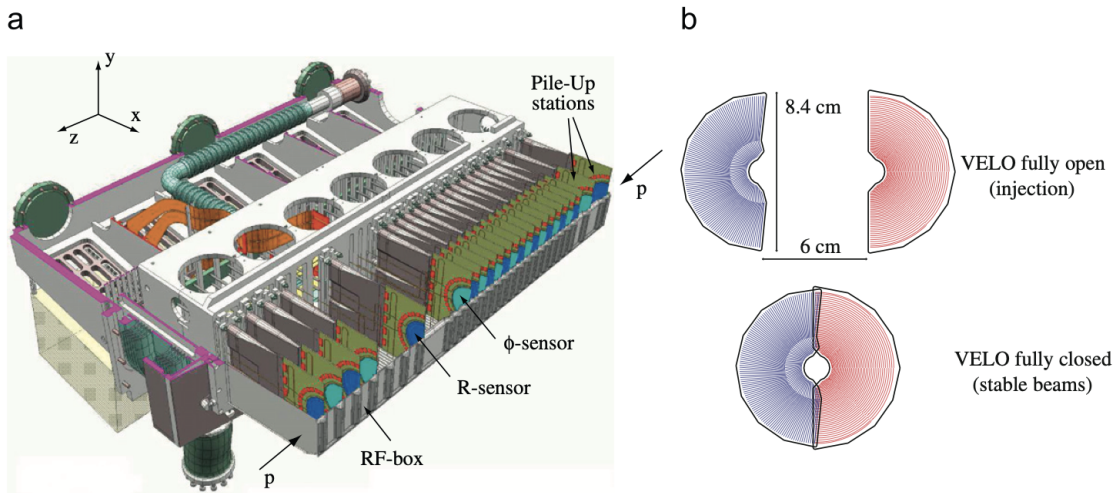 a
y
z
x
Pile-Up
stations
p
ϕ-sensor
R-sensor
RF-box
p
b
8.4 cm
VELO fully open
(injection)
6 cm
VELO fully closed
(stable beams)